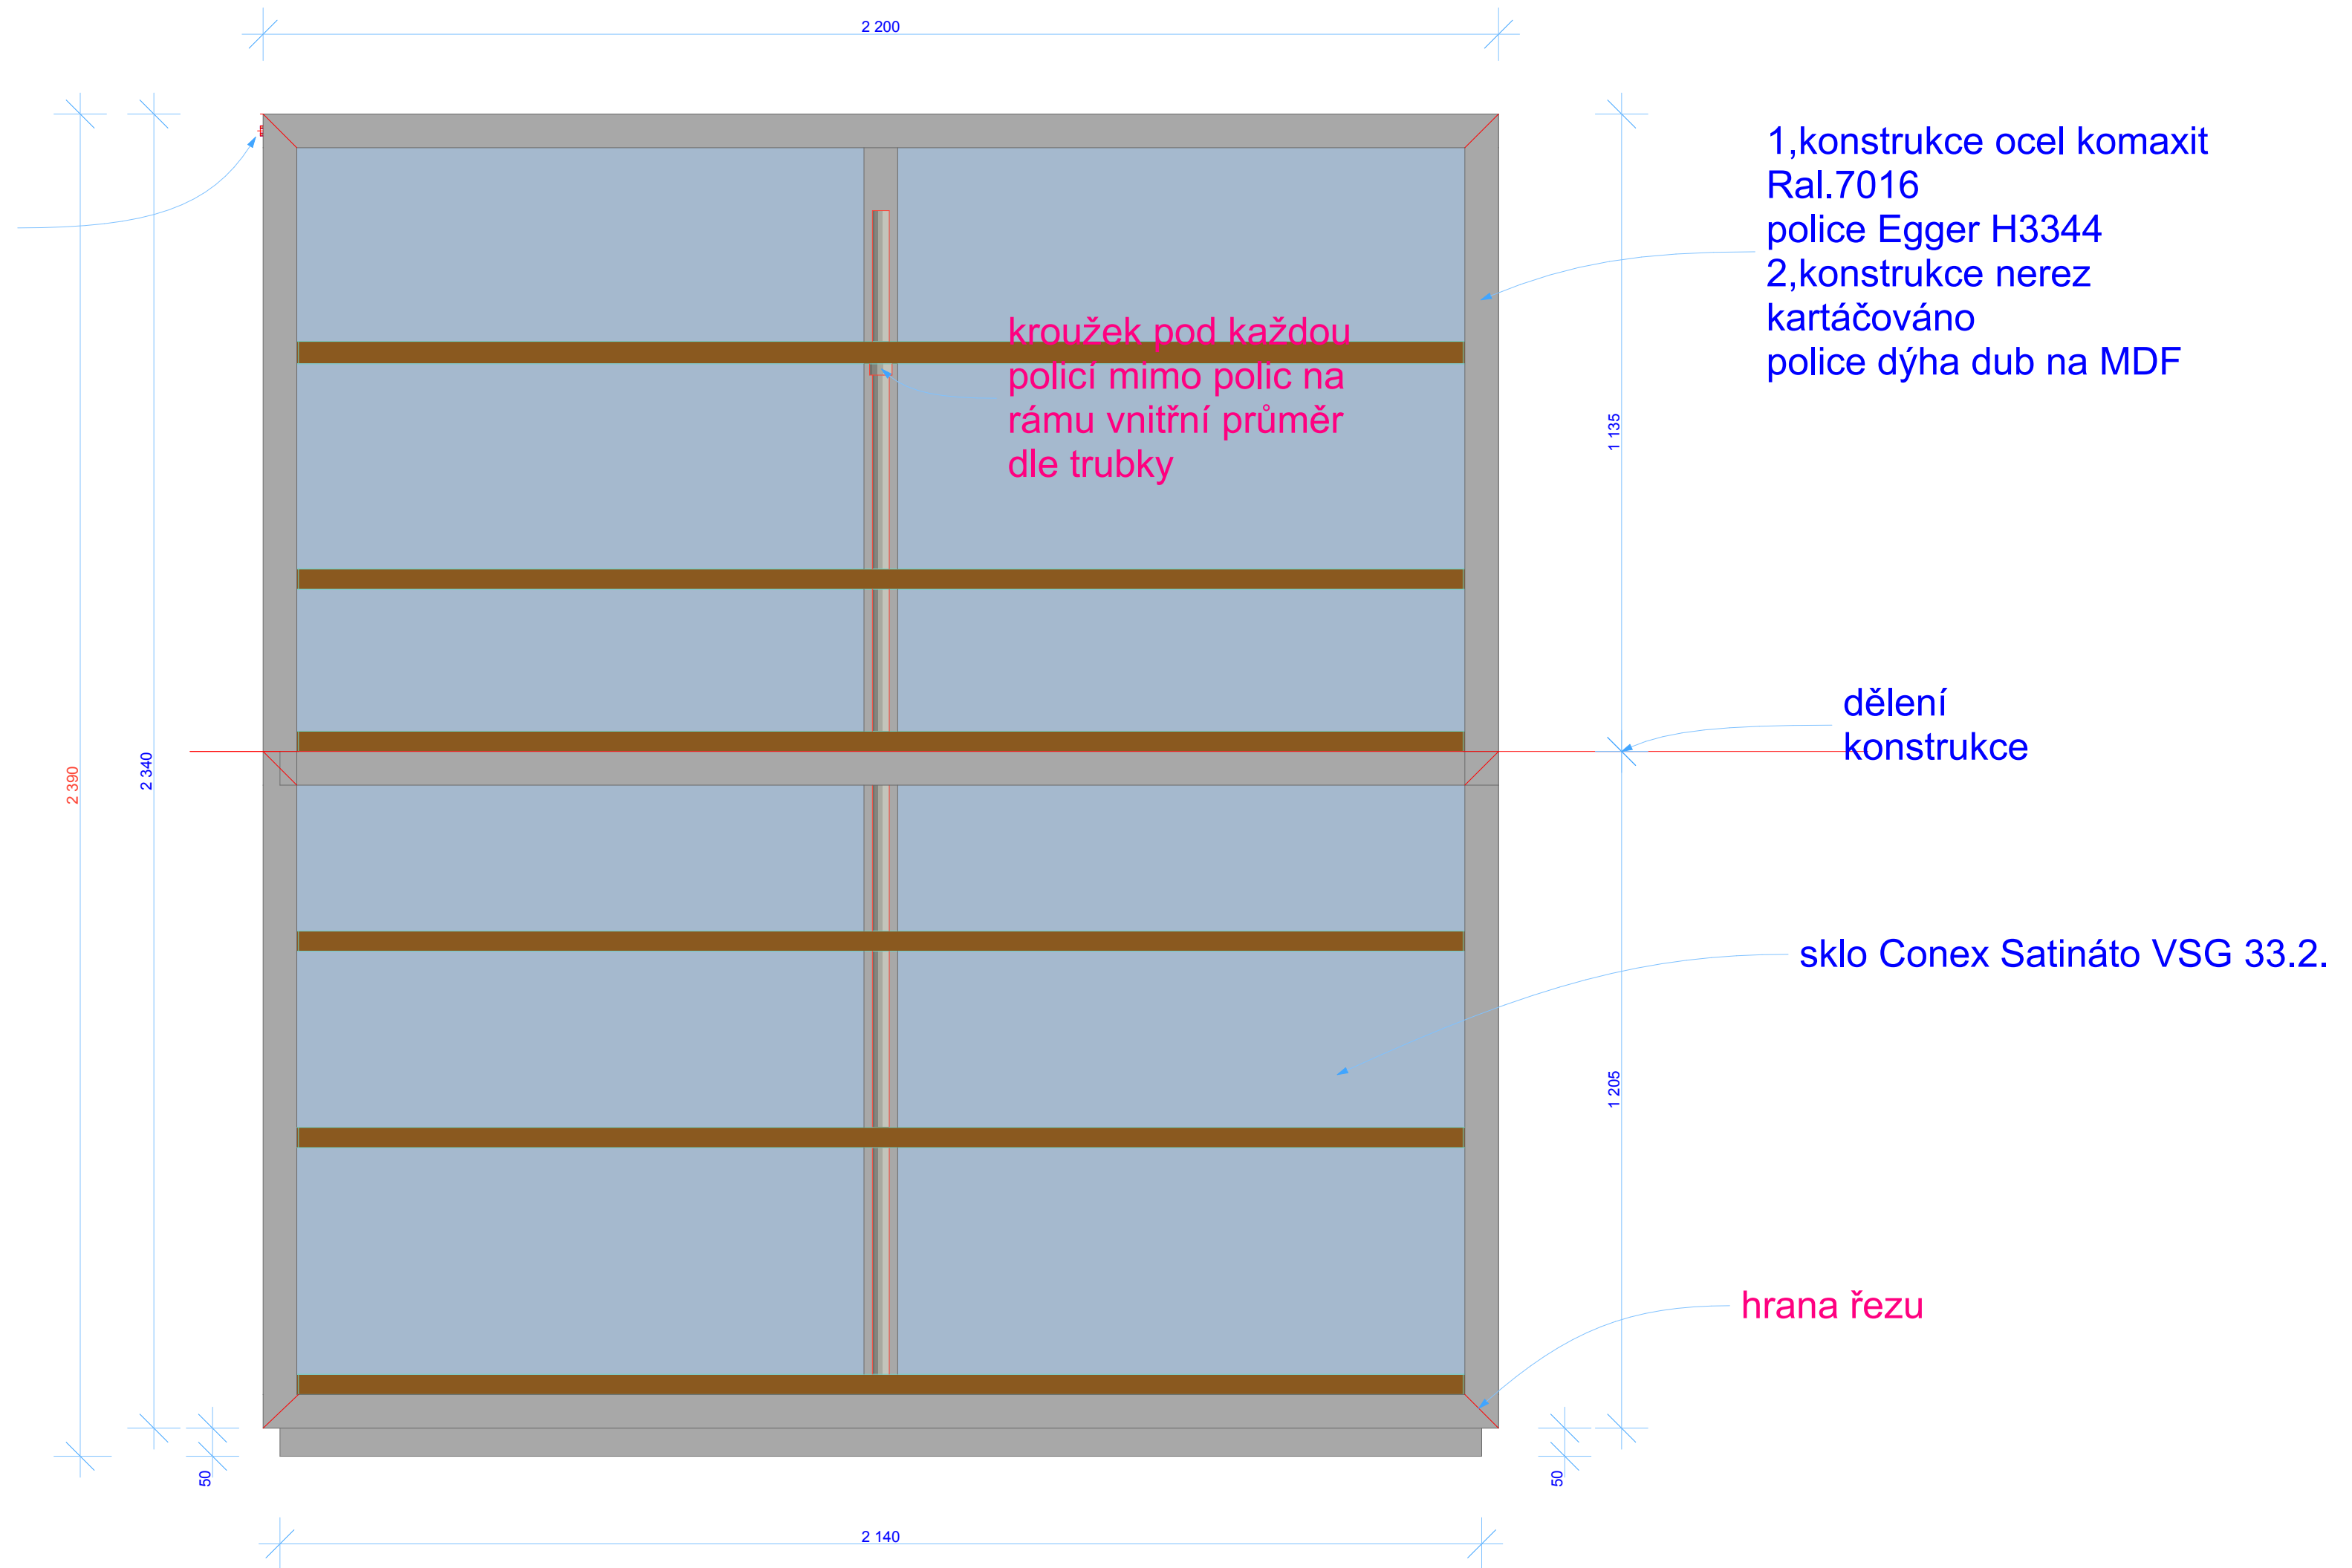 2 200
1,konstrukce ocel komaxit
Ral.7016
police Egger H3344
2,konstrukce nerez
kartáčováno
police dýha dub na MDF
kroužek pod každou
policí mimo polic na
rámu vnitřní průměr
dle trubky
1 135
dělení
konstrukce
2 390
2 340
sklo Conex Satináto VSG 33.2.
1 205
hrana řezu
50
50
2 140